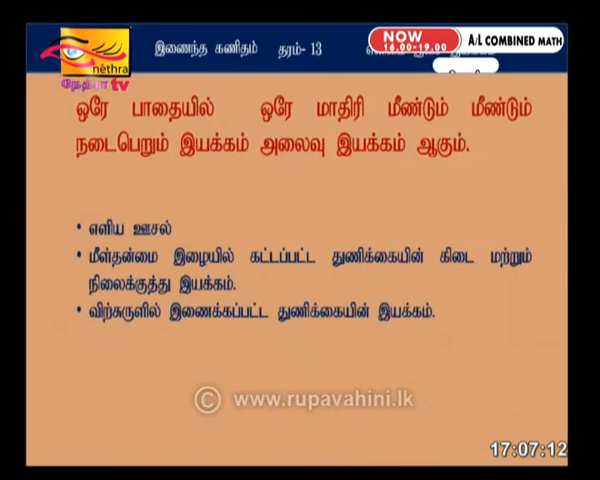 nethra
நேத்ரா tv
இணைந்த கணிதம் தரம்- 13
NOW
16.00-19.00
A/L COMBINED MATH
ஒரே பாதையில் ஒரே மாதிரி மீண்டும் மீண்டும்
நடைபெறும் இயக்கம் அலைவு இயக்கம் ஆகும்.
• எளிய ஊசல்
• மீள்தன்மை இழையில் கட்டப்பட்ட துணிக்கையின் கிடை மற்றும்
நிலைக்குத்து இயக்கம்.
• விற்சுருளில் இணைக்கப்பட்ட துணிக்கையின் இயக்கம்.
© www.rupavahini.lk
17:07:12